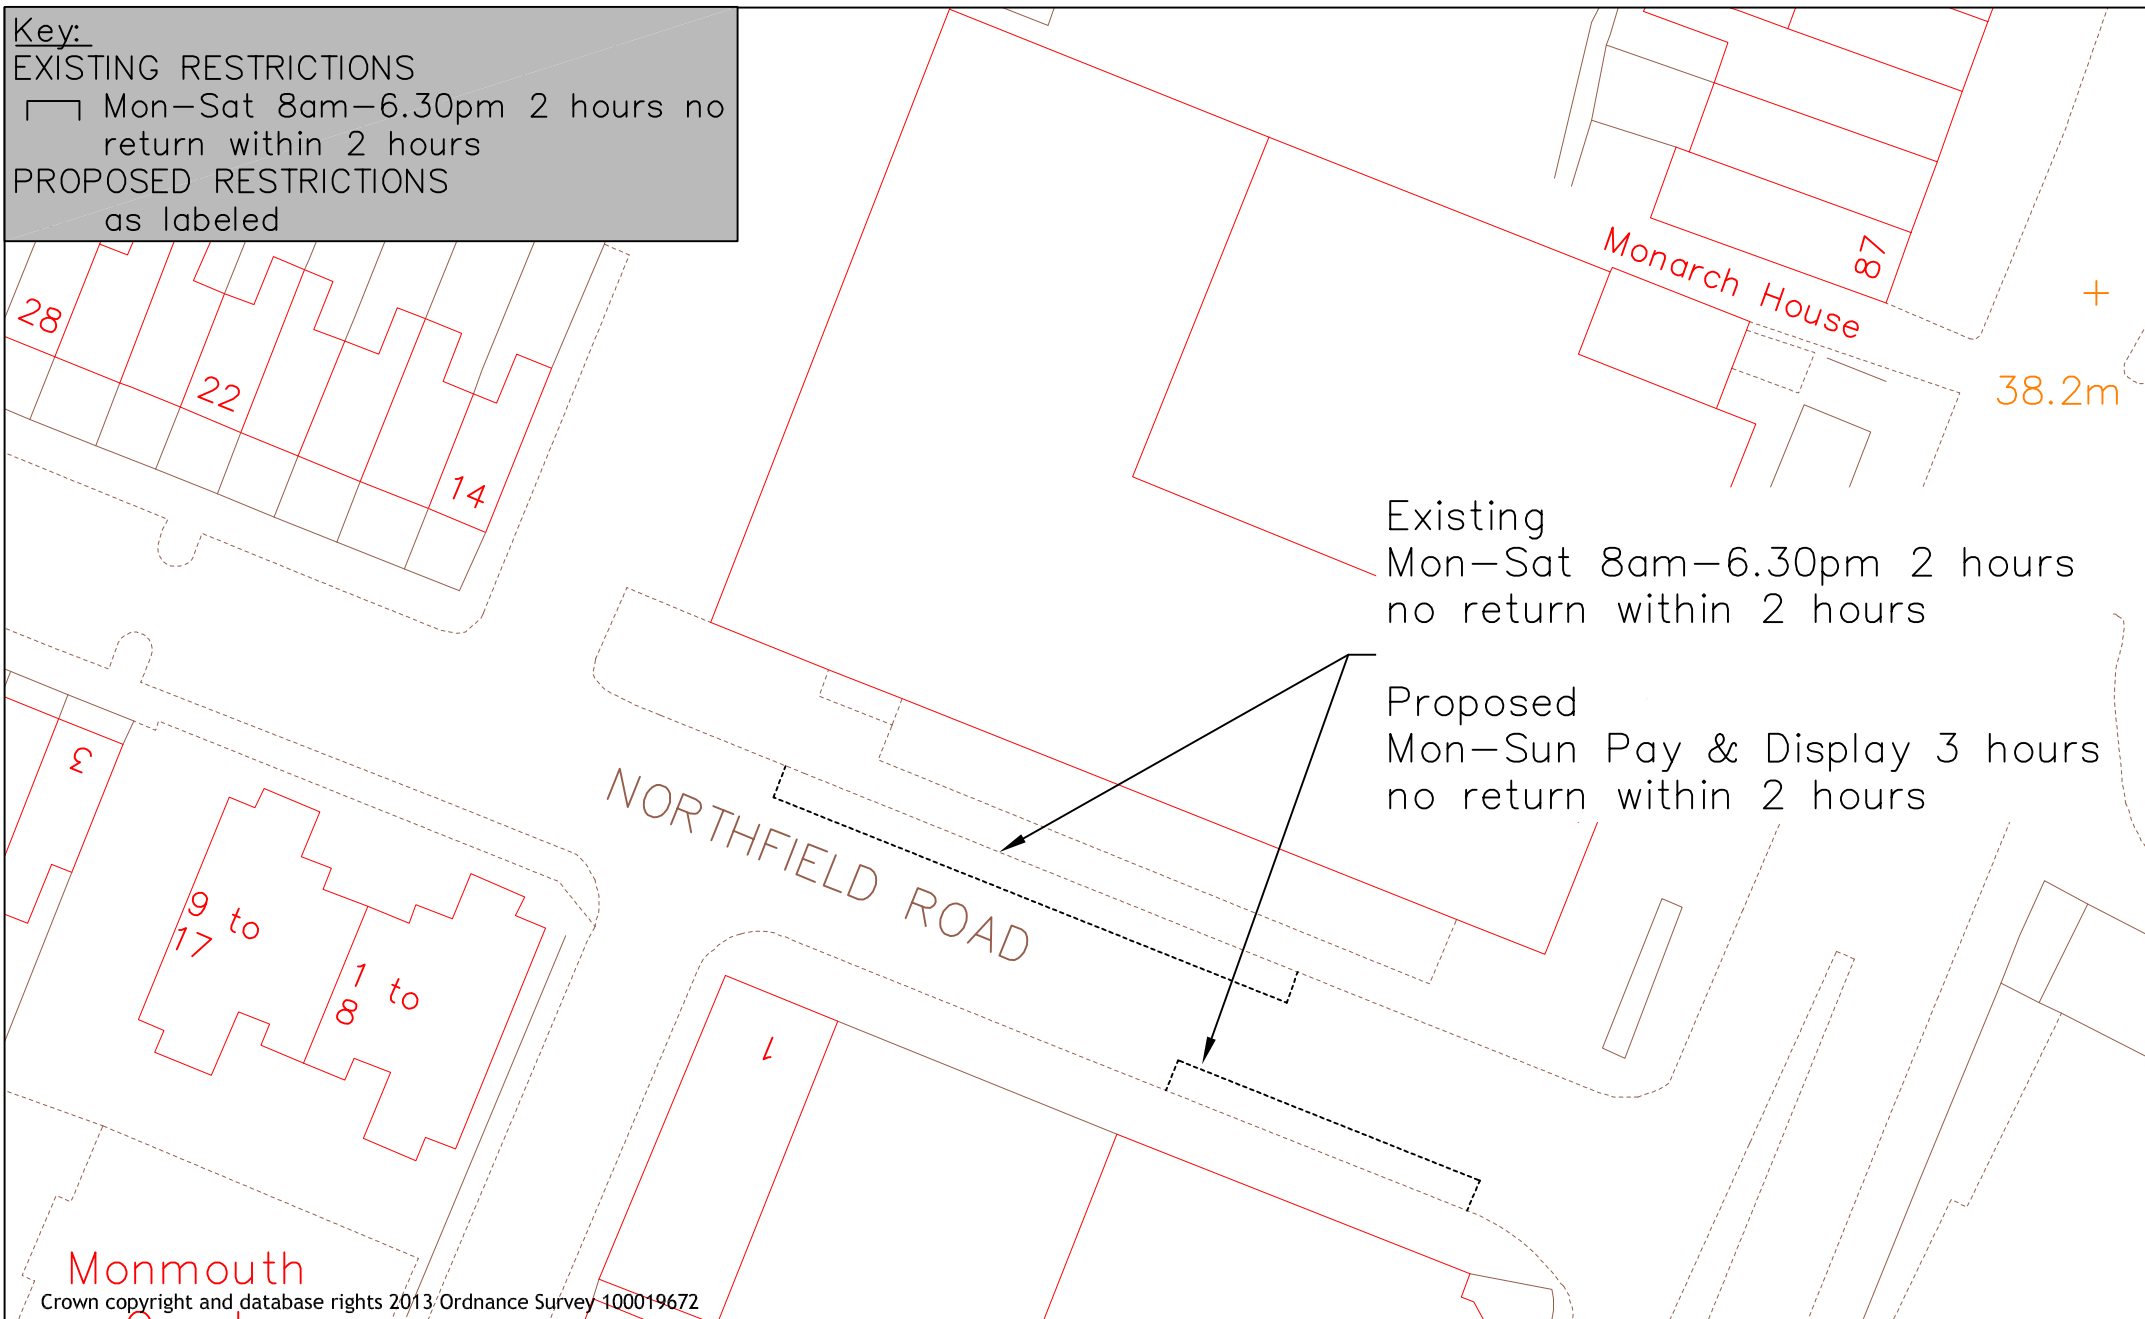 Key:
EXISTING RESTRICTIONS
Mon-Sat 8am-6.30pm 2 hours no
return within 2 hours
PROPOSED RESTRICTIONS
as labeled
Monarch House
87
38.2m
28
22
14
Existing
Mon-Sat 8am-6.30pm 2 hours
no return within 2 hours
Proposed
Mon-Sun Pay & Display 3 hours
no return within 2 hours
3
NORTHFIELD ROAD
9 to
17
1 to
8
1
Monmouth
Crown copyright and database rights 2013 Ordnance Survey 100019672